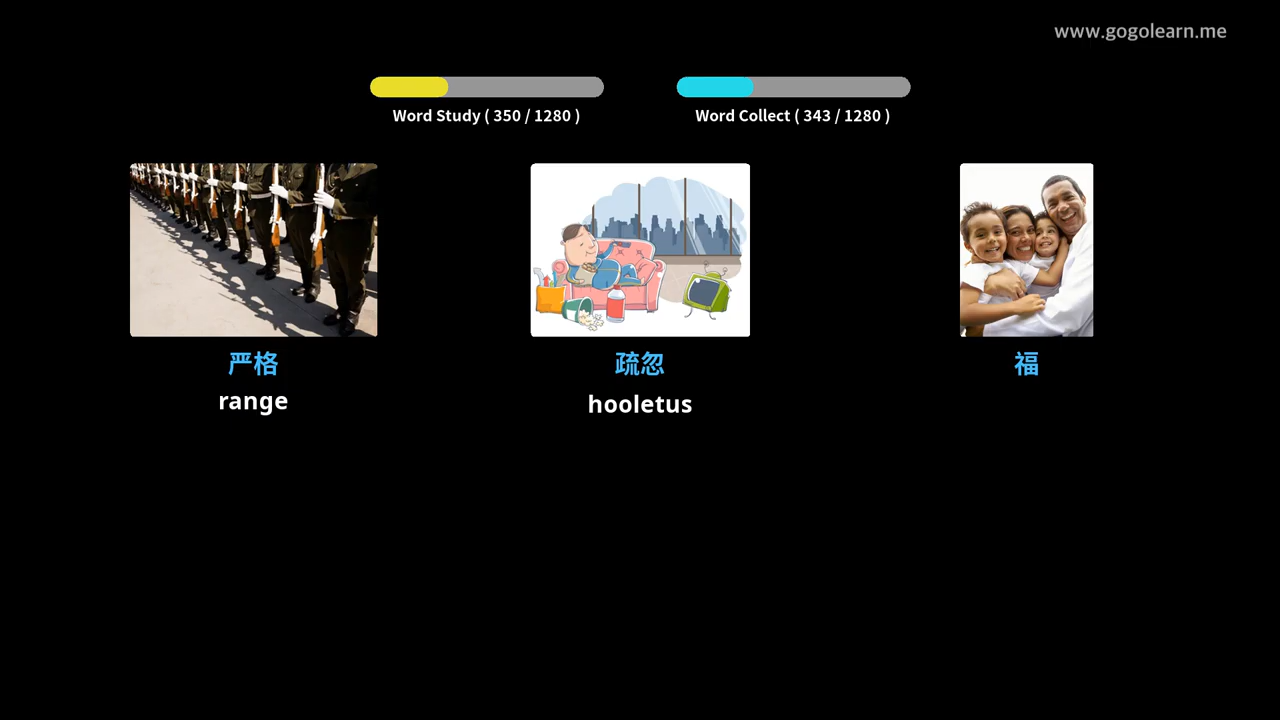 www.gogolearn.me
Word Study ( 350 / 1280 )
Word Collect ( 343 / 1280 )
严格
range
疏忽
hooletus
福